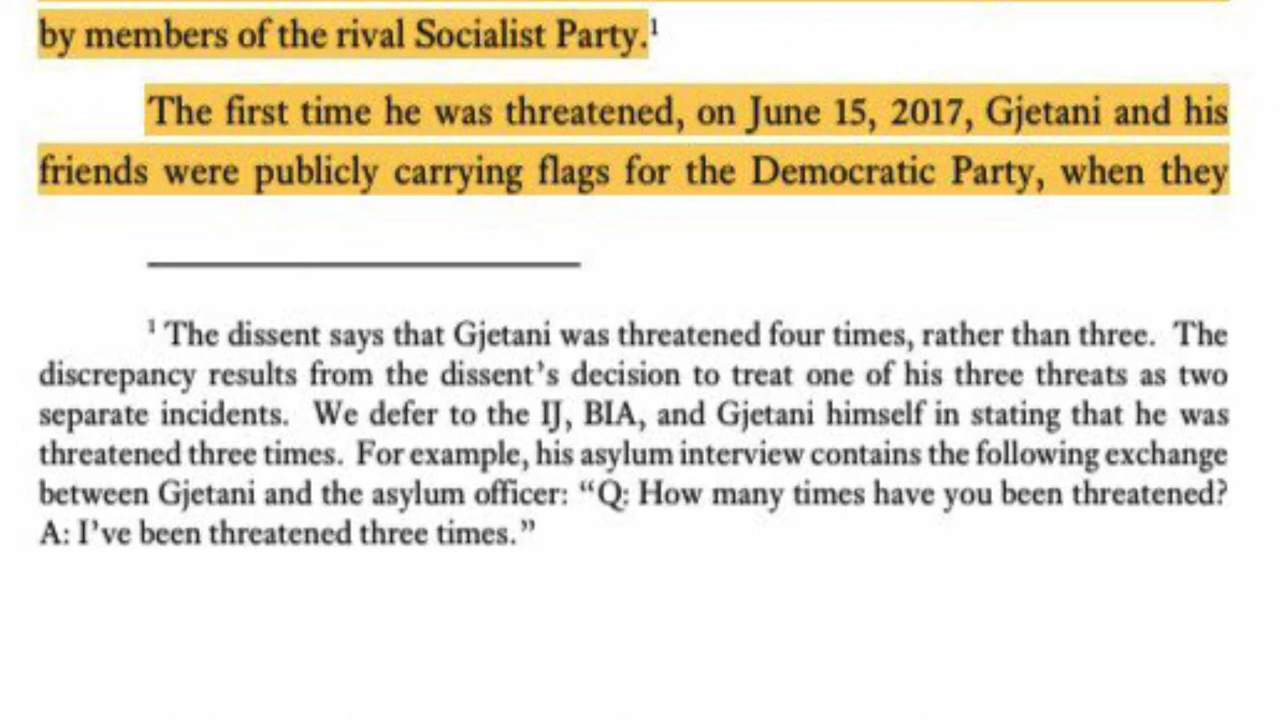 by members of the rival Socialist Party.¹
The first time he was threatened, on June 15, 2017, Gjetani and his
friends were publicly carrying flags for the Democratic Party, when they
¹ The dissent says that Gjetani was threatened four times, rather than three. The
discrepancy results from the dissent’s decision to treat one of his three threats as two
separate incidents. We defer to the IJ, BIA, and Gjetani himself in stating that he was
threatened three times. For example, his asylum interview contains the following exchange
between Gjetani and the asylum officer: “Q: How many times have you been threatened?
A: I’ve been threatened three times.”